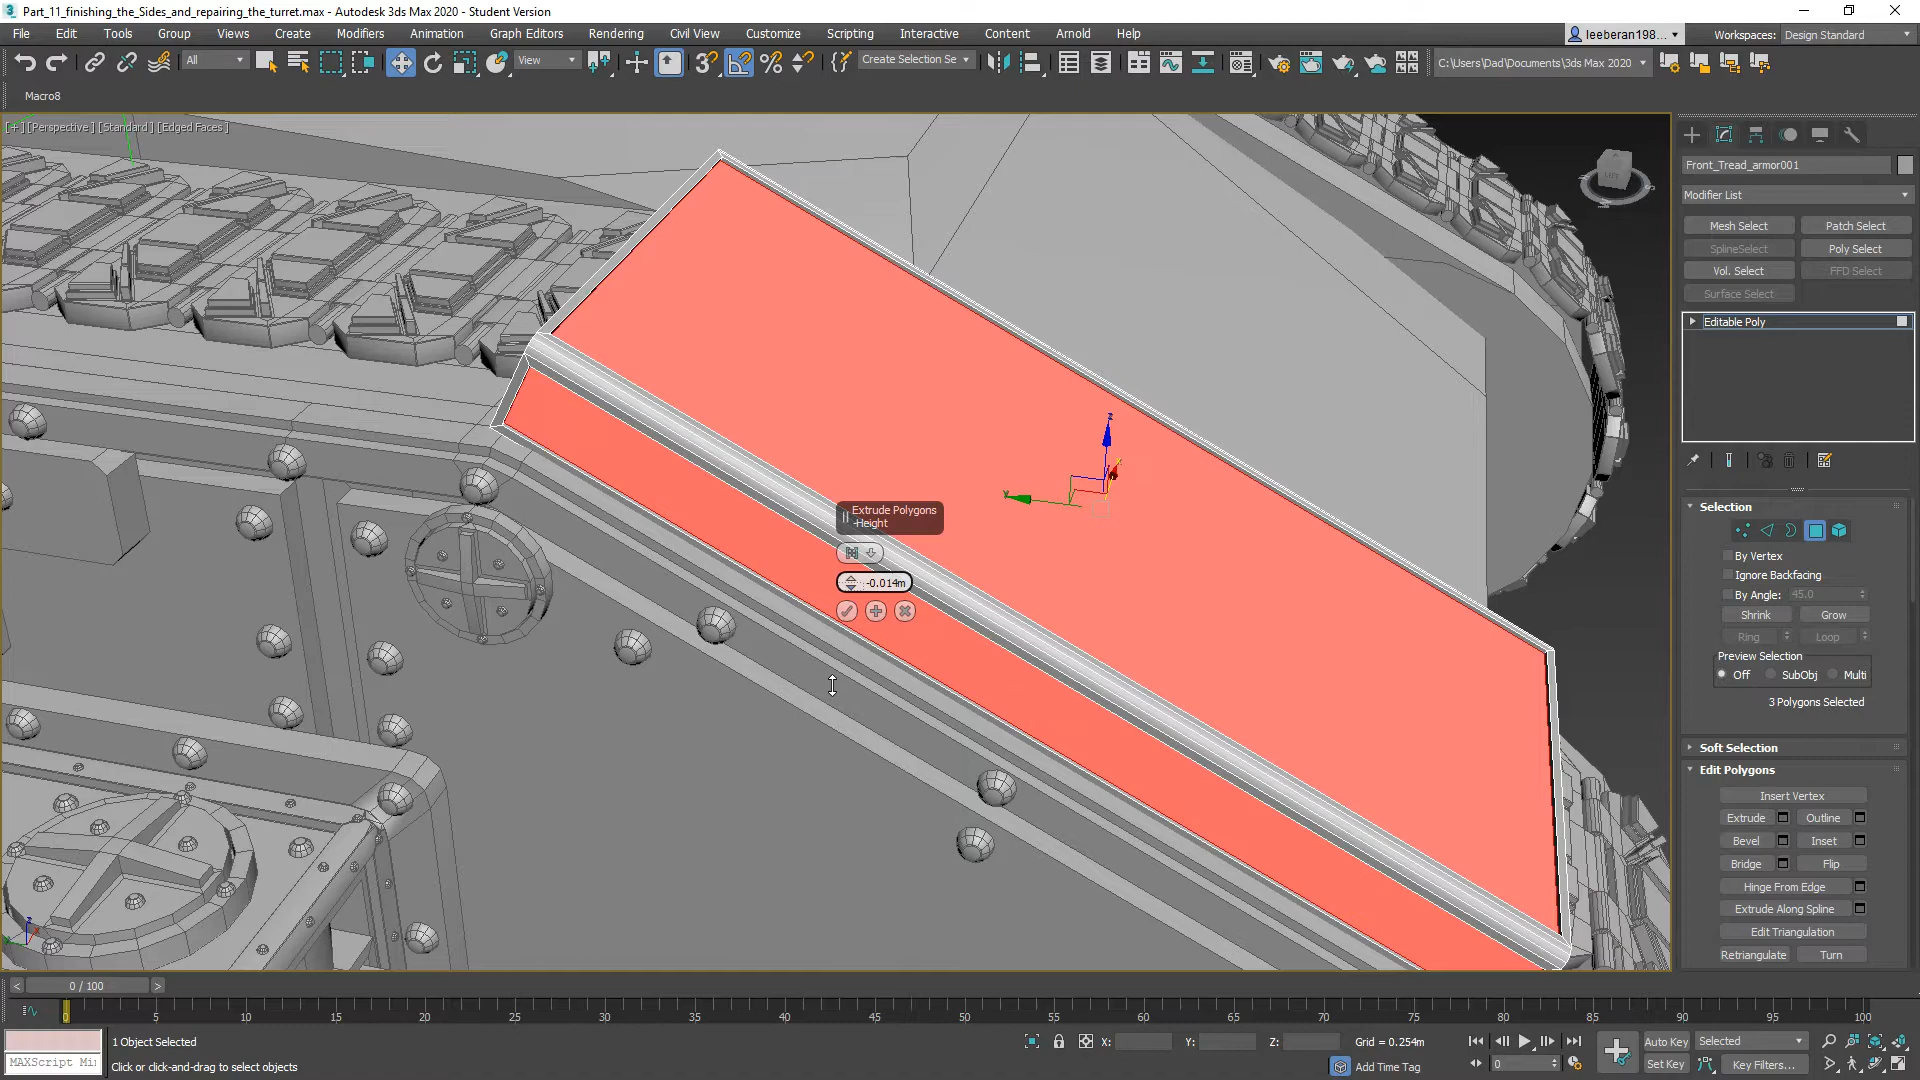 Part_11_finishing_the_Sides_and_repairing_the_turret.max - Autodesk 3ds Max 2020 - Student Version
File Edit Tools Group Views Create Modifiers Animation Graph Editors Rendering Civil View Customize Scripting Interactive Content Arnold Help
leeberan198...
Workspaces: Design Standard
All
View
Create Selection Se
C:\Users\Dad\Documents\3ds Max 2020
Macro8
[+] [Perspective ] [Standard ] [Edged Faces ]
Front_Tread_armor001
Modifier List
Mesh Select Patch Select
SplineSelect Poly Select
Vol. Select FFD Select
Surface Select
Editable Poly
Extrude Polygons
-Height
-0.014m
Selection
By Vertex
Ignore Backfacing
By Angle: 45.0
Shrink Grow
Ring Loop
Preview Selection
Off SubObj Multi
3 Polygons Selected
Soft Selection
Edit Polygons
Insert Vertex
Extrude Outline
Bevel Inset
Bridge Flip
Hinge From Edge
Extrude Along Spline
Edit Triangulation
Retriangulate Turn
< 0 / 100 >
0 5 10 15 20 25 30 35 40 45 50 55 60 65 70 75 80 85 90 95 100
1 Object Selected
X: Y: Z: Grid = 0.254m
Auto Key Selected
MAXScript Mi
Click or click-and-drag to select objects
Add Time Tag
0
Set Key Key Filters...